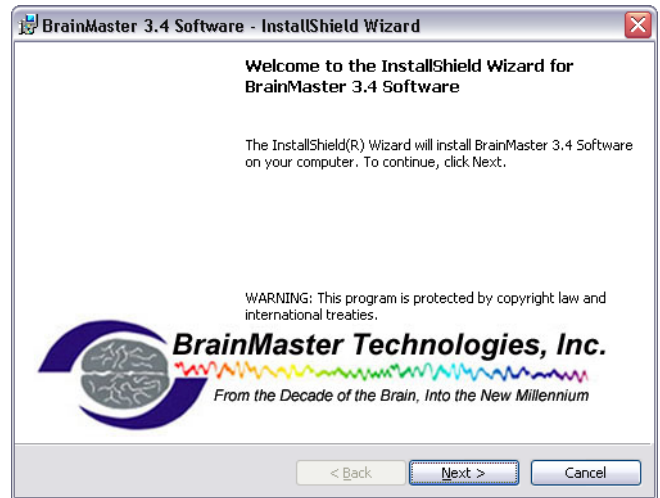 BrainMaster 3.4 Software - InstallShield Wizard
Welcome to the InstallShield Wizard for
BrainMaster 3.4 Software
The InstallShield(R) Wizard will install BrainMaster 3.4 Software
on your computer. To continue, click Next.
WARNING: This program is protected by copyright law and
international treaties.
BrainMaster Technologies, Inc.
From the Decade of the Brain, Into the New Millennium
< Back Next > Cancel